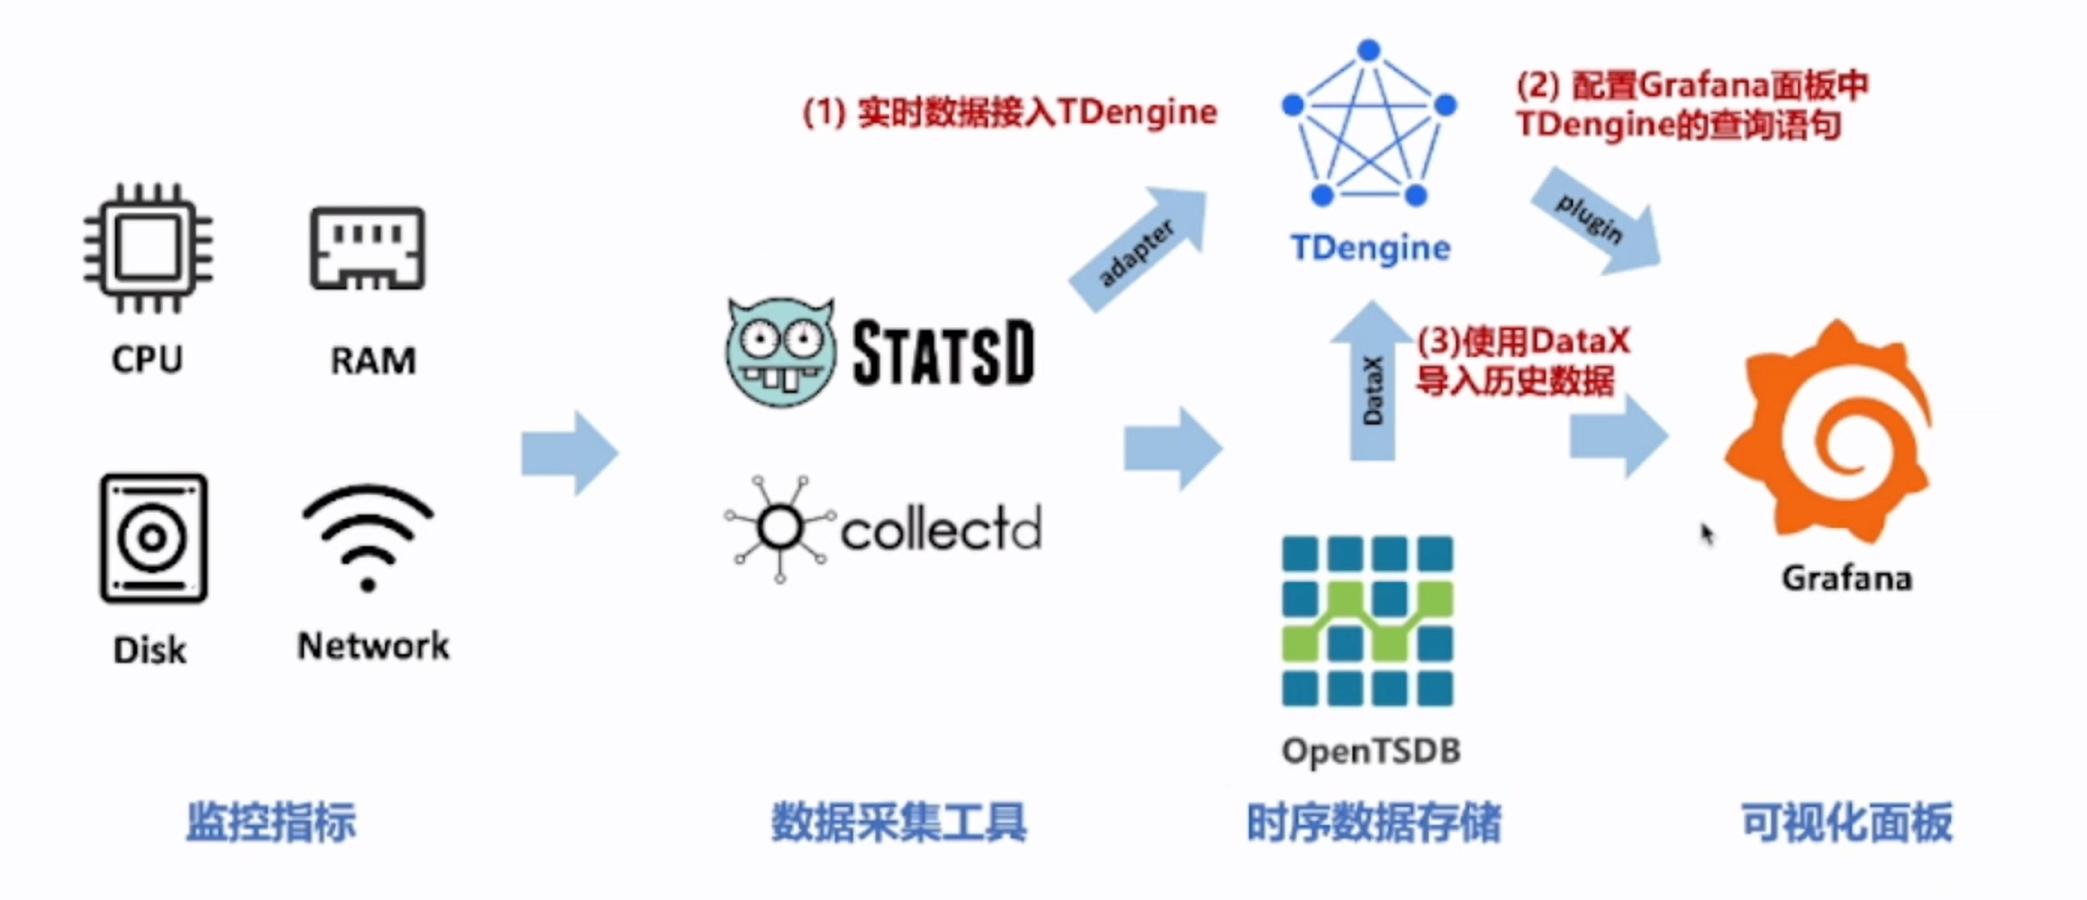 (1) 实时数据接入TDengine
(2) 配置Grafana面板中
TDengine的查询语句
adapter
plugin
TDengine
CPU
RAM
STATSD
DataX
(3)使用DataX
导入历史数据
collectd
Grafana
Disk
Network
OpenTSDB
监控指标
数据采集工具
时序数据存储
可视化面板